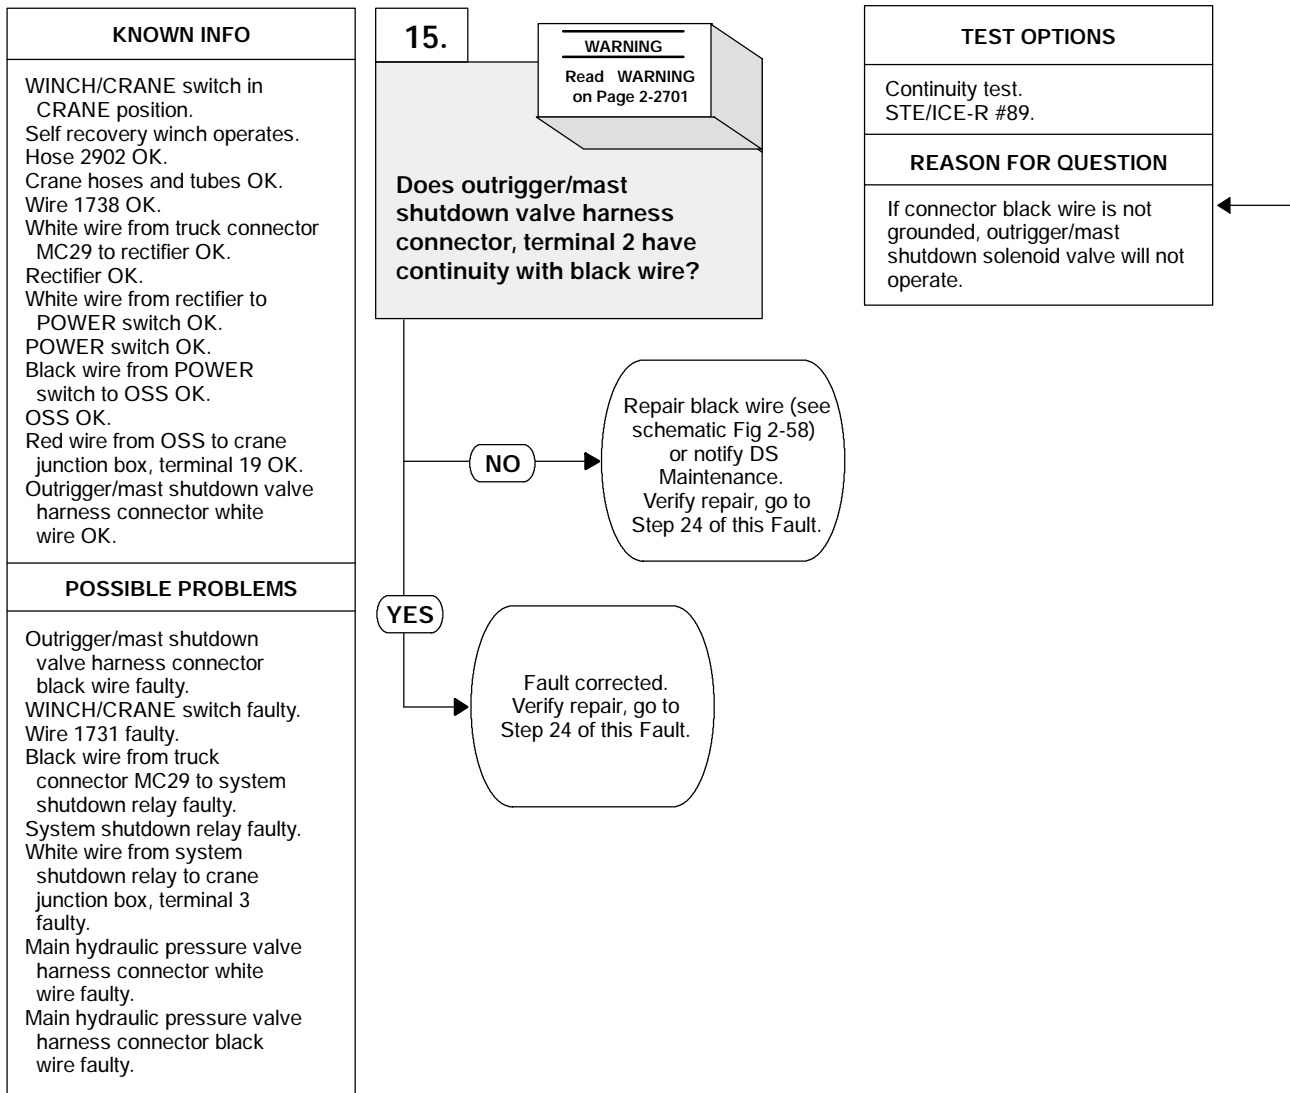 KNOWN INFO
WINCH/CRANE switch in
CRANE position.
Self recovery winch operates.
Hose 2902 OK.
Crane hoses and tubes OK.
Wire 1738 OK.
White wire from truck connector
MC29 to rectifier OK.
Rectifier OK.
White wire from rectifier to
POWER switch OK.
POWER switch OK.
Black wire from POWER
switch to OSS OK.
OSS OK.
Red wire from OSS to crane
junction box, terminal 19 OK.
Outrigger/mast shutdown valve
harness connector white
wire OK.
POSSIBLE PROBLEMS
Outrigger/mast shutdown
valve harness connector
black wire faulty.
WINCH/CRANE switch faulty.
Wire 1731 faulty.
Black wire from truck
connector MC29 to system
shutdown relay faulty.
System shutdown relay faulty.
White wire from system
shutdown relay to crane
junction box, terminal 3
faulty.
Main hydraulic pressure valve
harness connector white
wire faulty.
Main hydraulic pressure valve
harness connector black
wire faulty.
15.
WARNING
Read WARNING
on Page 2-2701
Does outrigger/mast
shutdown valve harness
connector, terminal 2 have
continuity with black wire?
NO
Repair black wire (see
schematic Fig 2-58)
or notify DS
Maintenance.
Verify repair, go to
Step 24 of this Fault.
YES
Fault corrected.
Verify repair, go to
Step 24 of this Fault.
TEST OPTIONS
Continuity test.
STE/ICE-R #89.
REASON FOR QUESTION
If connector black wire is not
grounded, outrigger/mast
shutdown solenoid valve will not
operate.